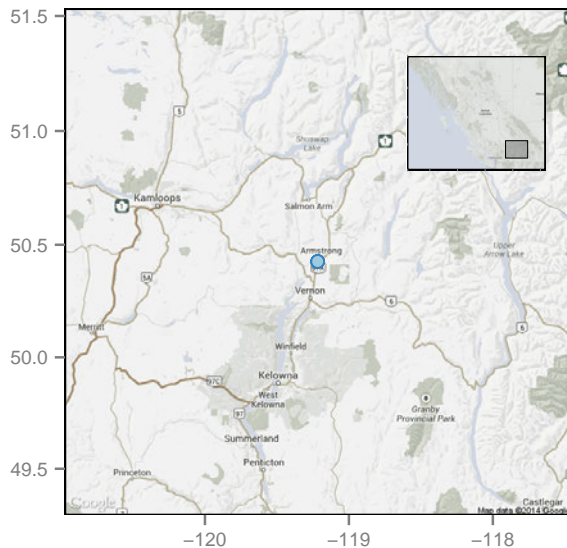 51.5
51.0
50.5
50.0
49.5
5
1
Shuswap
Lake
1
Kamloops
Salmon Arm
Armstrong
Upper
Arrow Lake
5A
Vernon
6
6
Merritt
Winfield
97C
Kelowna
West
Kelowna
97
Granby
Provincial Park
Summerland
Penticton
Princeton
Castlegar
Google
Map data ©2014 Google
−120
−119
−118